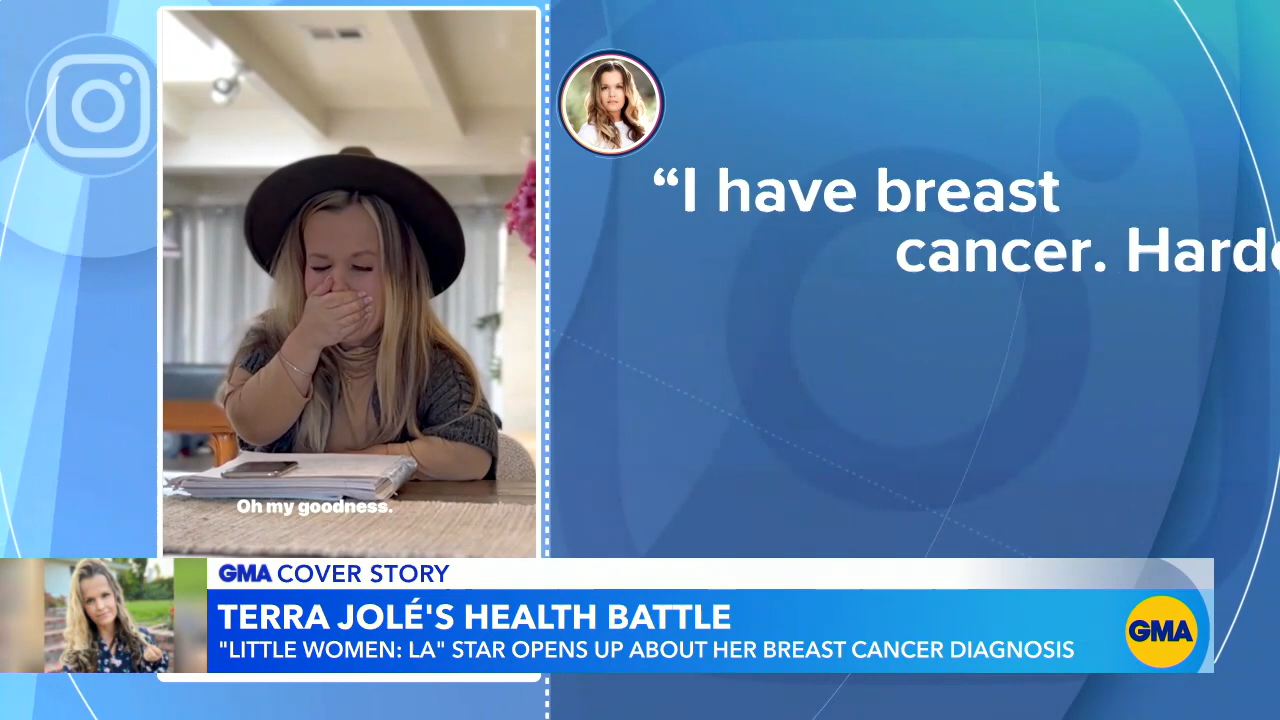 “I have breast
cancer. Hard
Oh my goodness.
GMA COVER STORY
TERRA JOLÉ'S HEALTH BATTLE
"LITTLE WOMEN: LA" STAR OPENS UP ABOUT HER BREAST CANCER DIAGNOSIS
GMA